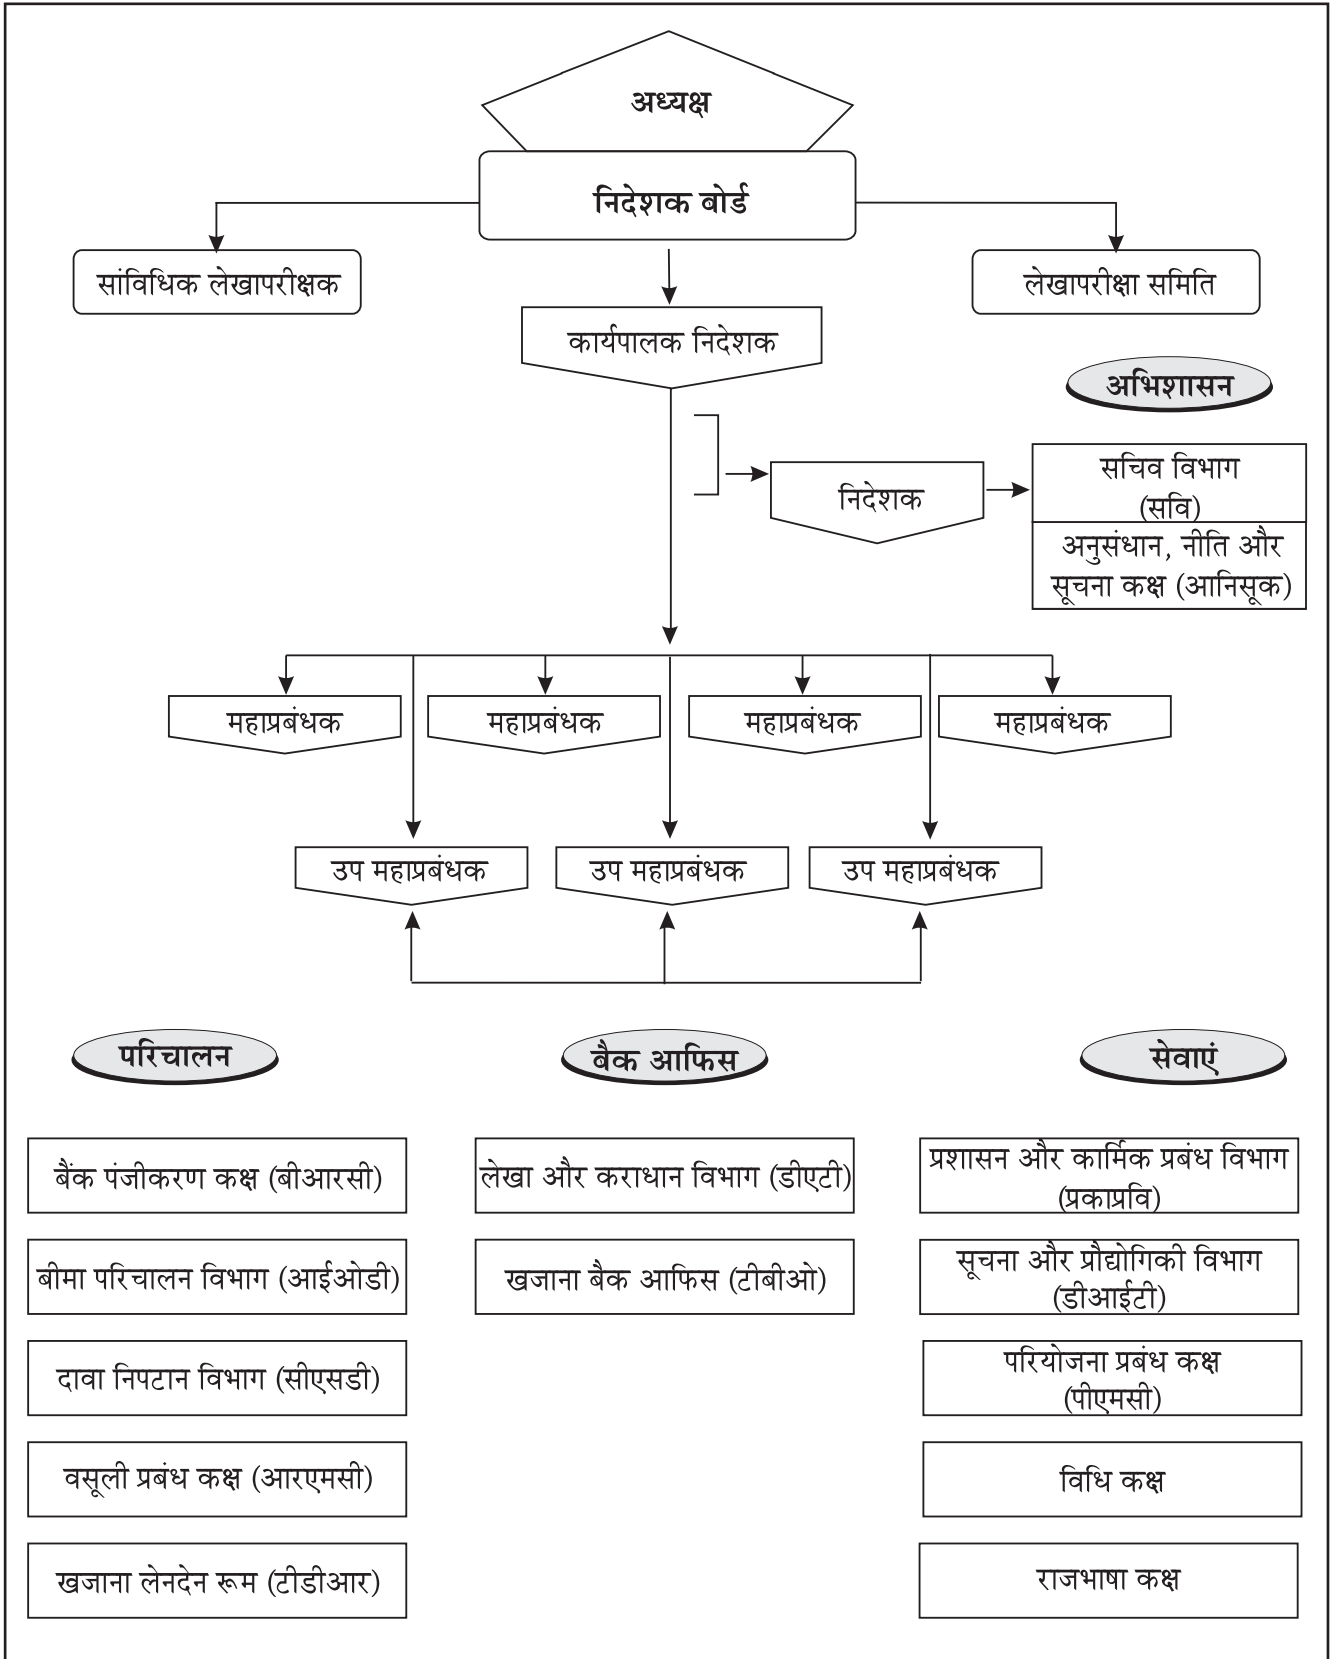 अध्यक्ष
निदेशक बोर्ड
सांविधिक लेखापरीक्षक
लेखापरीक्षा समिति
कार्यपालक निदेशक
अभिशासन
निदेशक
सचिव विभाग
(सवि)
अनुसंधान, नीति और
सूचना कक्ष (आनिसूक)
महाप्रबंधक
महाप्रबंधक
महाप्रबंधक
महाप्रबंधक
उप महाप्रबंधक
उप महाप्रबंधक
उप महाप्रबंधक
परिचालन
बैंक पंजीकरण कक्ष (बीआरसी)
बीमा परिचालन विभाग (आईओडी)
दावा निपटान विभाग (सीएसडी)
वसूली प्रबंध कक्ष (आरएमसी)
खजाना लेनदेन रूम (टीडीआर)
बैक आफिस
लेखा और कराधान विभाग (डीएटी)
खजाना बैक आफिस (टीबीओ)
सेवाएं
प्रशासन और कार्मिक प्रबंध विभाग
(प्रकाप्रवि)
सूचना और प्रौद्योगिकी विभाग
(डीआईटी)
परियोजना प्रबंध कक्ष
(पीएमसी)
विधि कक्ष
राजभाषा कक्ष